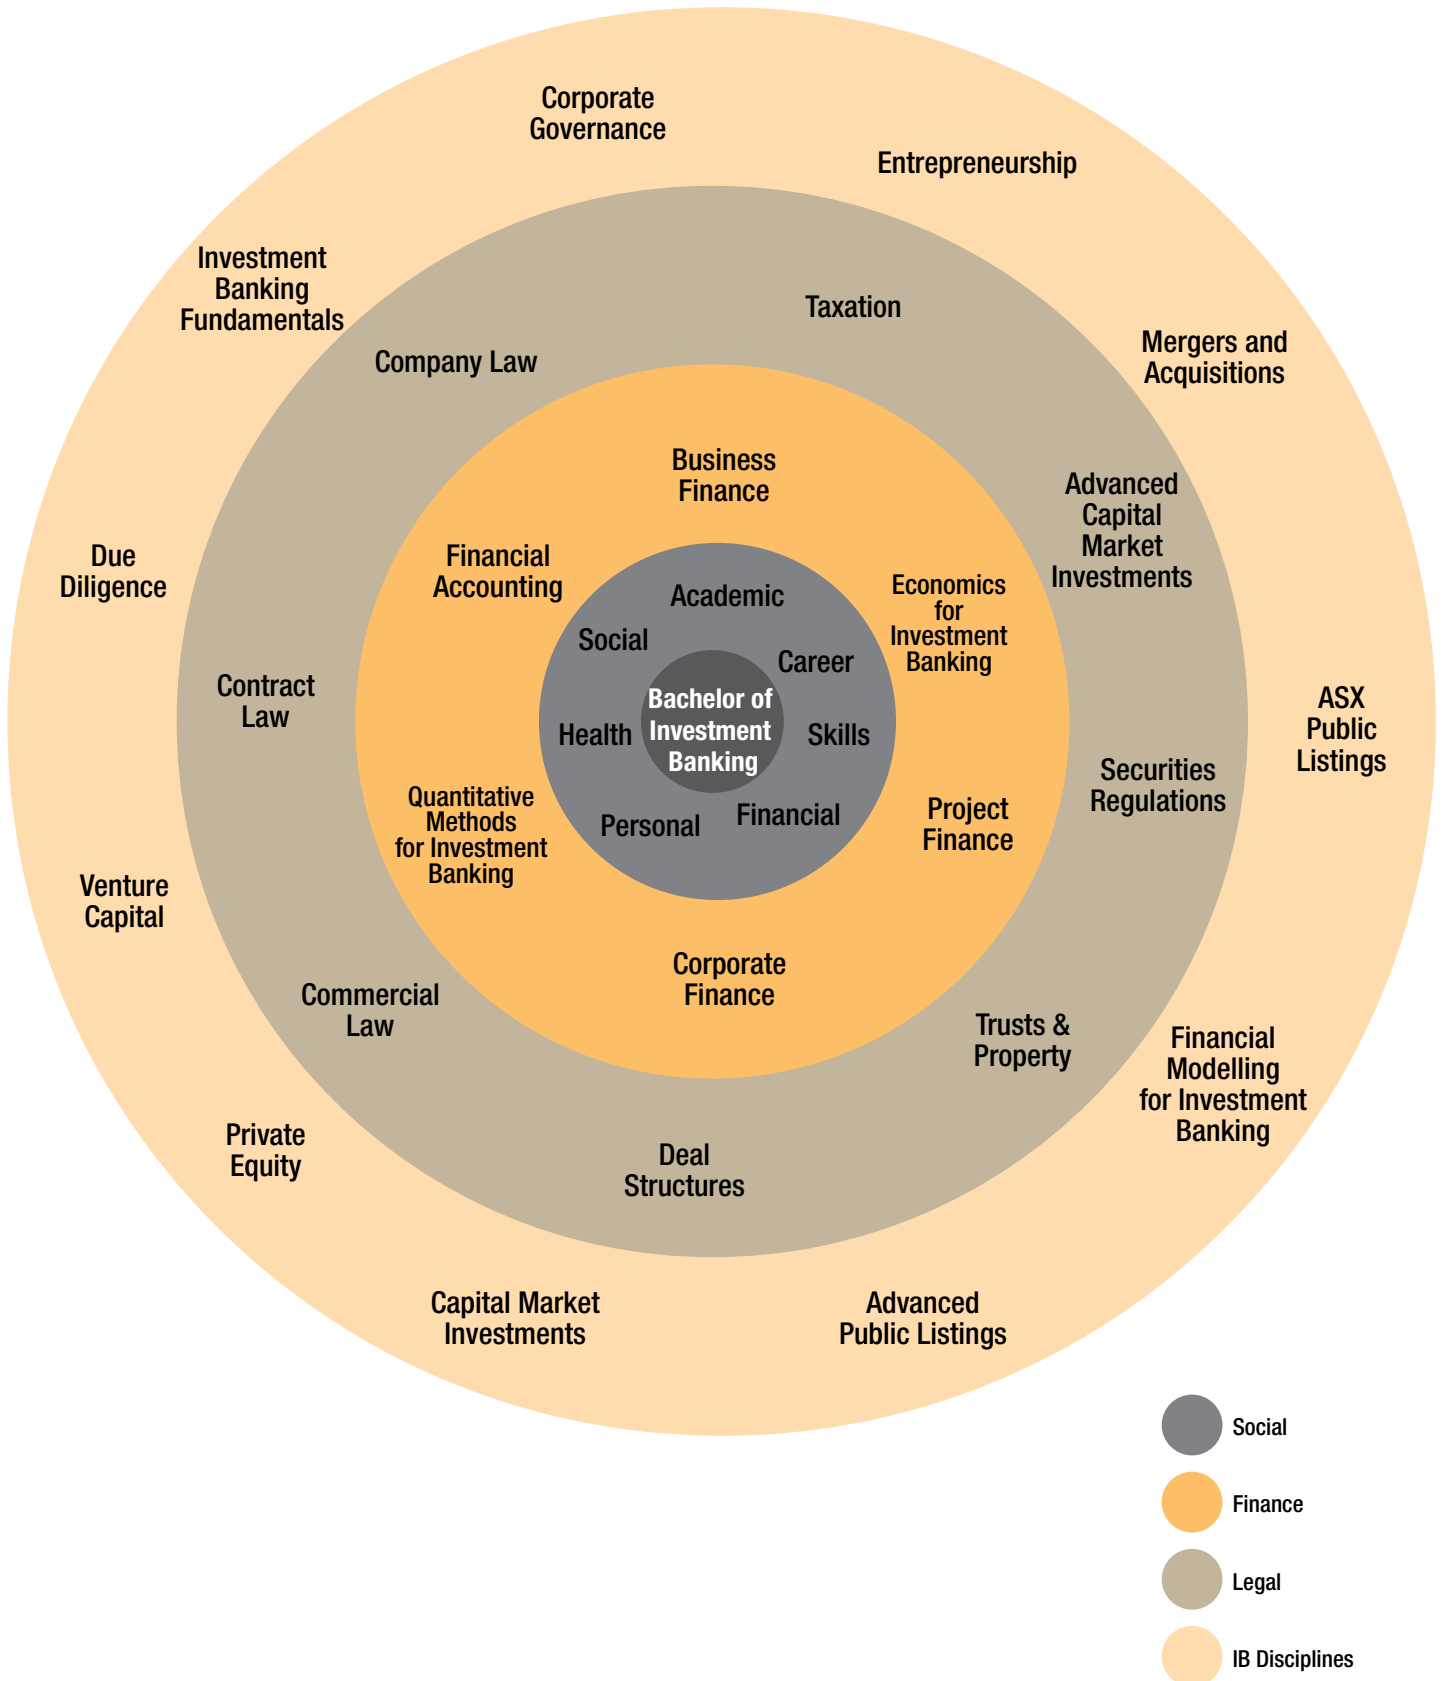 Corporate
Governance
Entrepreneurship
Investment
Banking
Fundamentals
Taxation
Mergers and
Acquisitions
Company Law
Business
Finance
Advanced
Capital
Market
Investments
Due
Diligence
Financial
Accounting
Economics
for
Investment
Banking
Academic
Social
Career
Contract
Law
Bachelor of
Investment
Banking
ASX
Public
Listings
Health
Skills
Securities
Regulations
Quantitative
Methods
for Investment
Banking
Personal
Financial
Project
Finance
Venture
Capital
Corporate
Finance
Commercial
Law
Trusts &
Property
Financial
Modelling
for Investment
Banking
Private
Equity
Deal
Structures
Capital Market
Investments
Advanced
Public Listings
Social
Finance
Legal
IB Disciplines